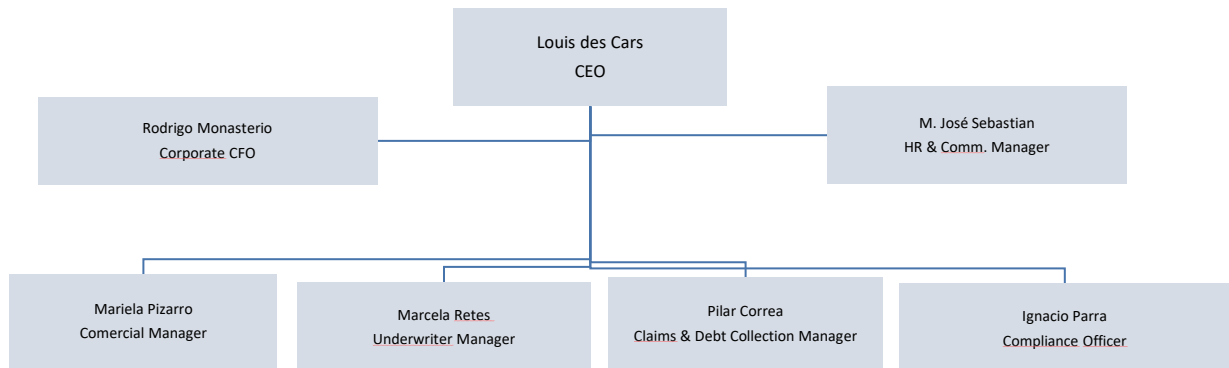 Louis des Cars
CEO
Rodrigo Monasterio
Corporate CFO
M. José Sebastian
HR & Comm. Manager
Mariela Pizarro
Comercial Manager
Marcela Retes
Underwriter Manager
Pilar Correa
Claims & Debt Collection Manager
Ignacio Parra
Compliance Officer